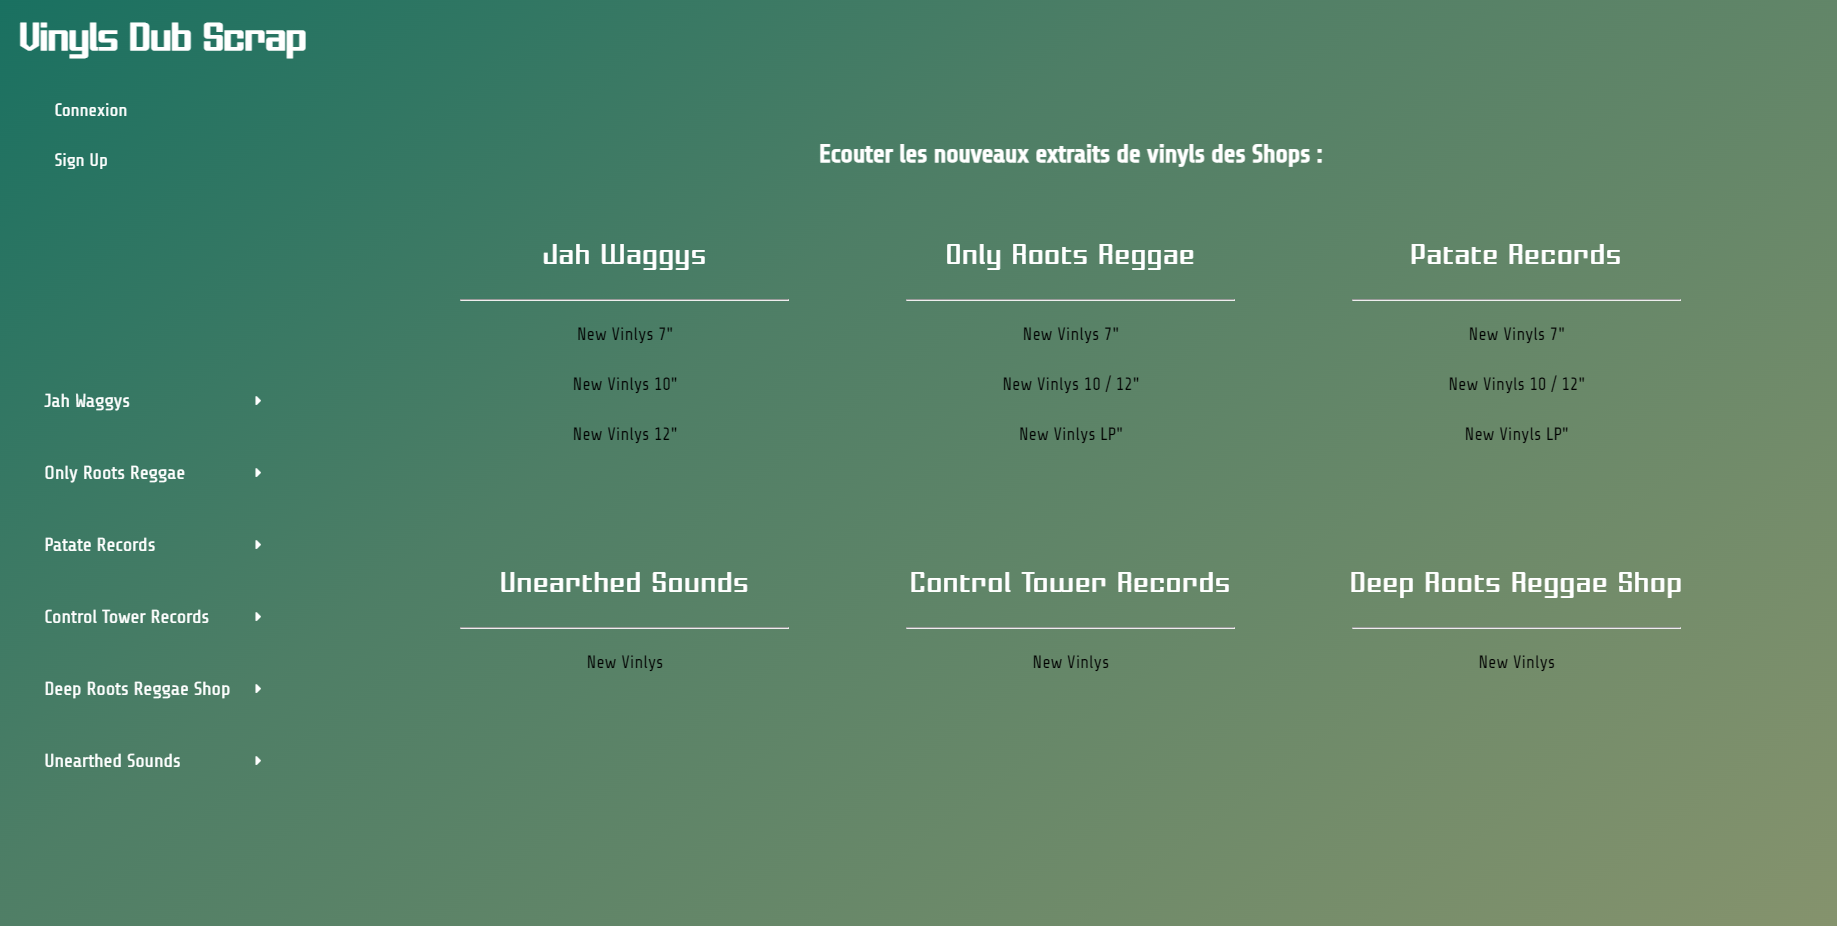 Vinyls Dub Scrap
Connexion
Sign Up
Jah Waggys
Only Roots Reggae
Patate Records
Control Tower Records
Deep Roots Reggae Shop
Unearthed Sounds
Ecouter les nouveaux extraits de vinyls des Shops :
Jah Waggys
New Vinlys 7"
New Vinlys 10"
New Vinlys 12"
Only Roots Reggae
New Vinlys 7"
New Vinlys 10 / 12"
New Vinlys LP"
Patate Records
New Vinyls 7"
New Vinyls 10 / 12"
New Vinyls LP"
Unearthed Sounds
New Vinlys
Control Tower Records
New Vinlys
Deep Roots Reggae Shop
New Vinlys